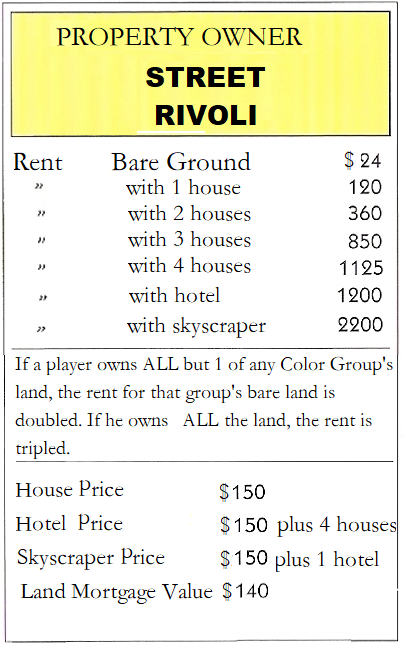 PROPERTY OWNER
STREET
RIVOLI
Rent Bare Ground $ 24
” with 1 house 120
” with 2 houses 360
” with 3 houses 850
” with 4 houses 1125
” with hotel 1200
” with skyscraper 2200
If a player owns ALL but 1 of any Color Group's
land, the rent for that group's bare land is
doubled. If he owns ALL the land, the rent is
tripled.
House Price $150
Hotel Price $150 plus 4 houses
Skyscraper Price $150 plus 1 hotel
Land Mortgage Value $140